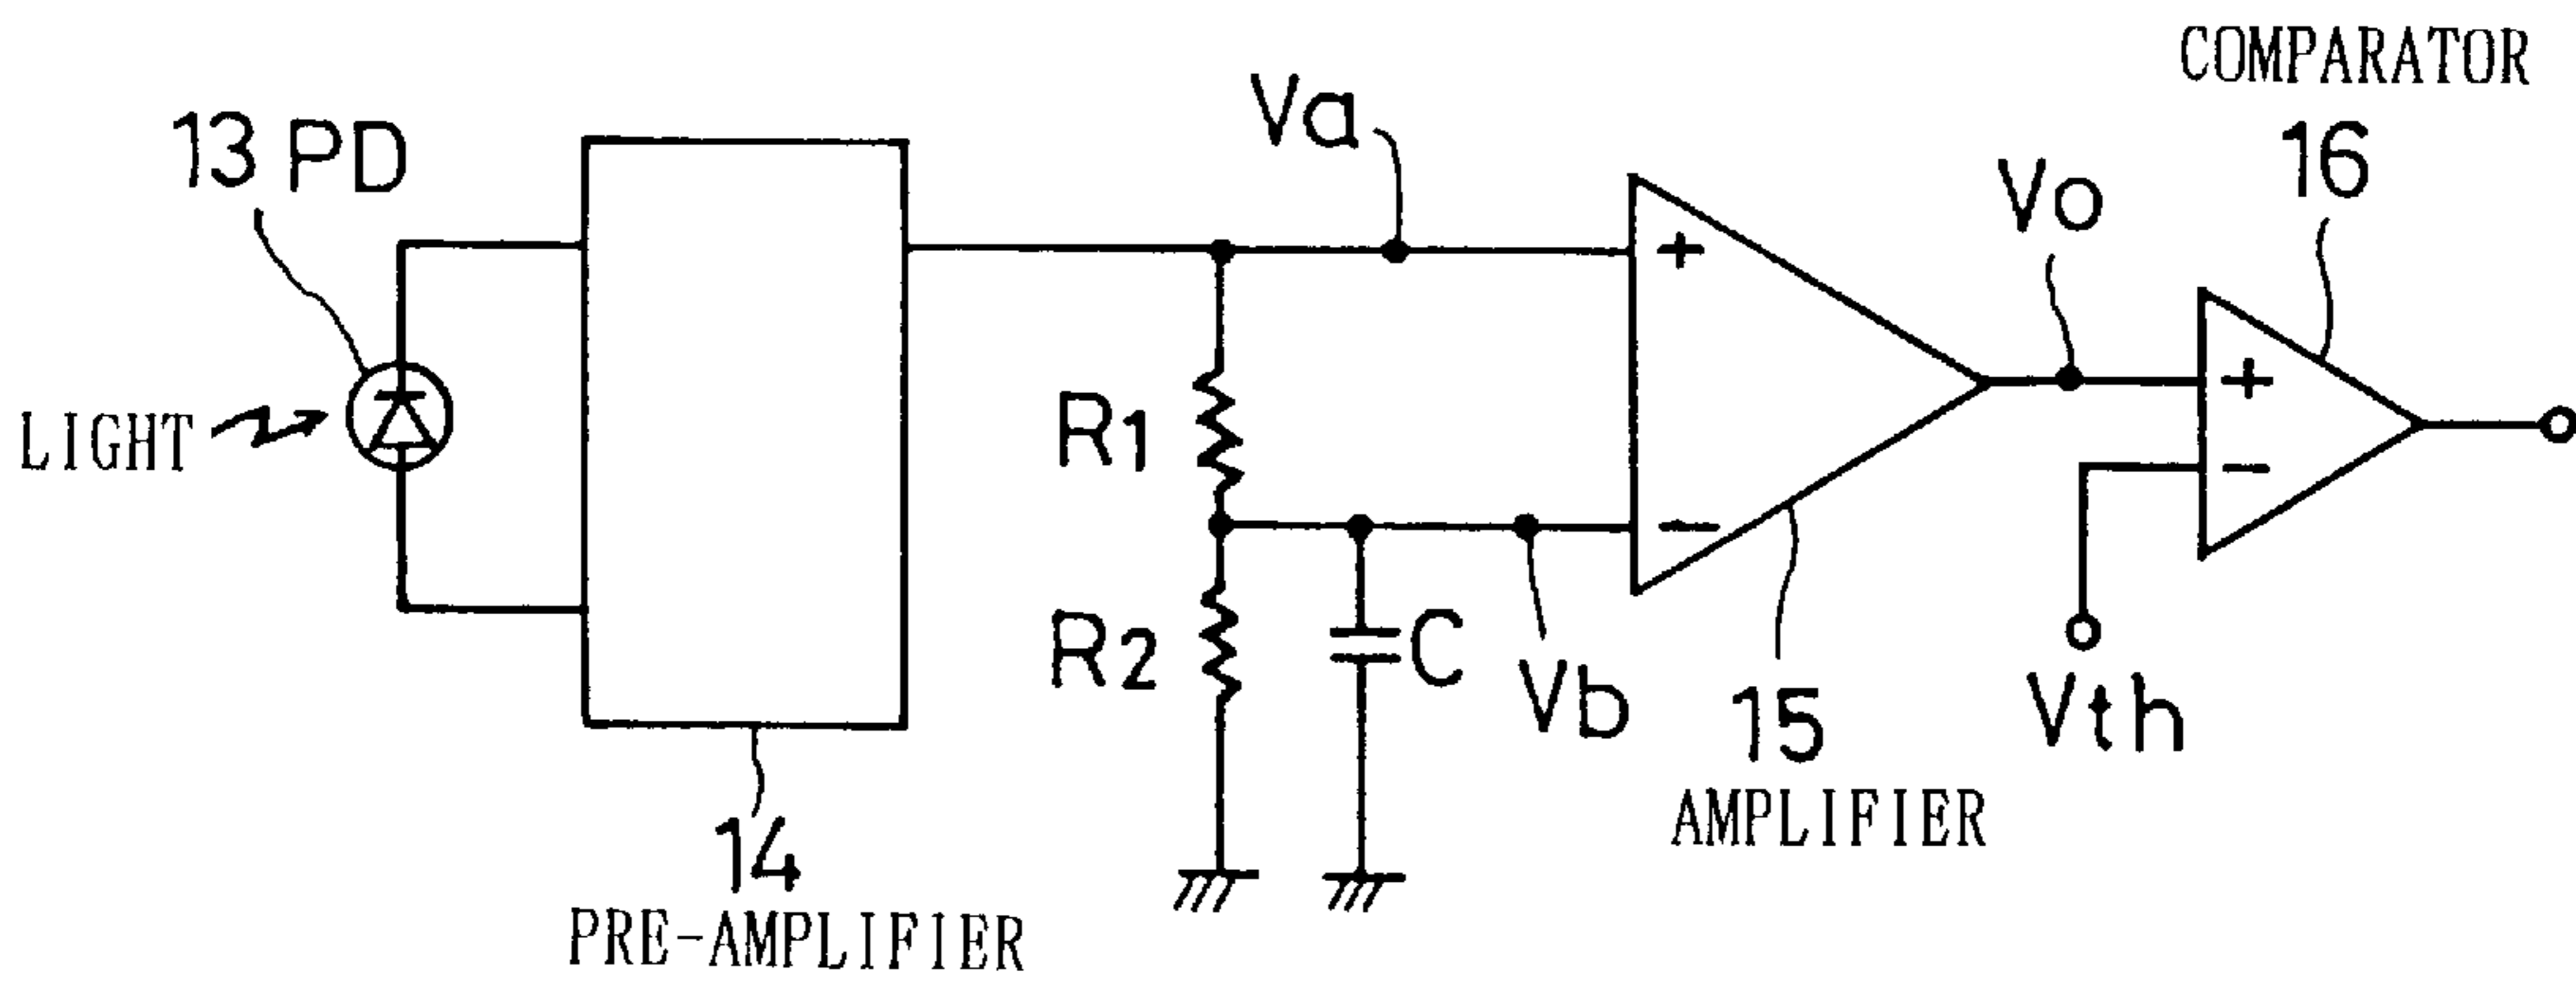 COMPARATOR
16
13 PD
Va
Vo
+
+
−
LIGHT
R1
−
R2
C
Vb
Vth
15
AMPLIFIER
14
PRE-AMPLIFIER